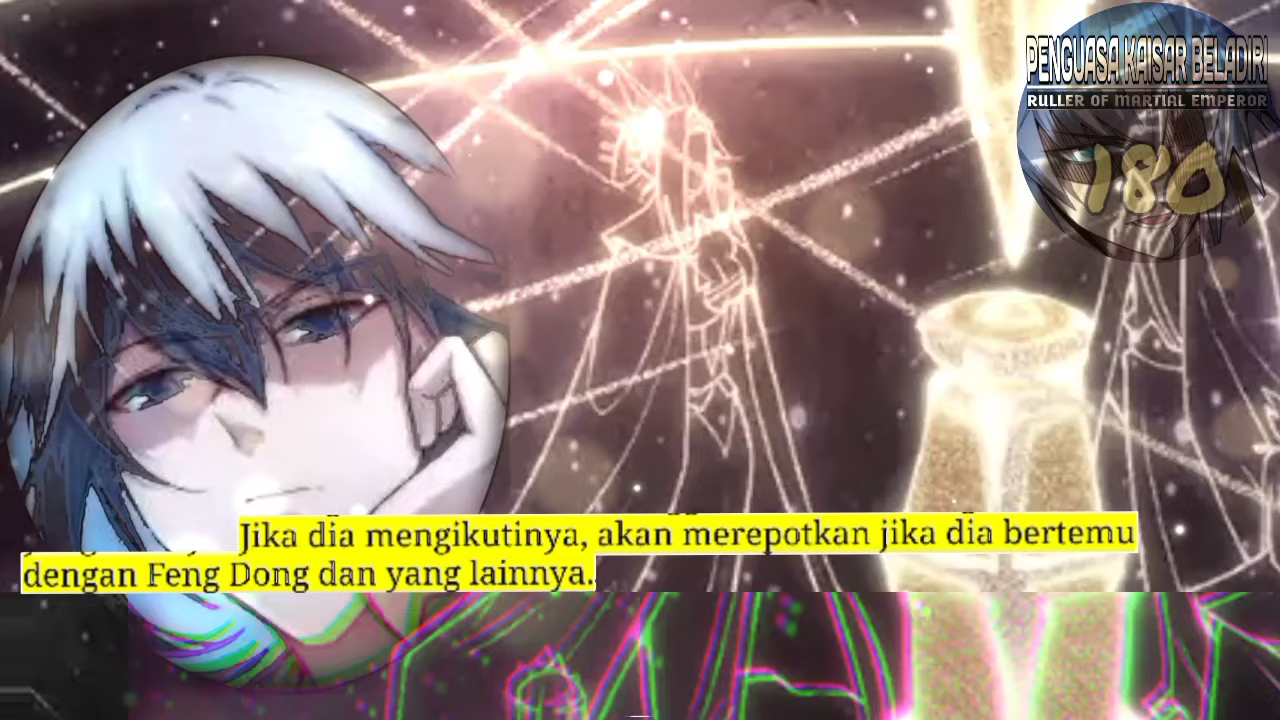 PENGUASA KAISAR BELADIRI
RULLER OF MARTIAL EMPEROR
180
Jika dia mengikutinya, akan merepotkan jika dia bertemu
dengan Feng Dong dan yang lainnya.